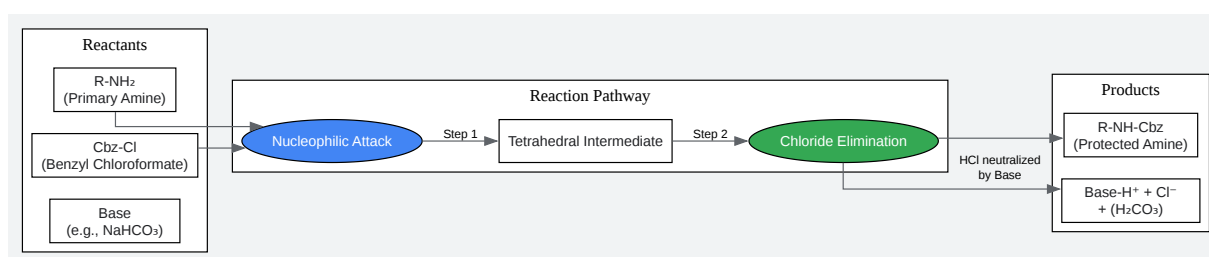 Reactants
R-NH₂
(Primary Amine)
Cbz-Cl
(Benzyl Chloroformate)
Base
(e.g., NaHCO₃)
Reaction Pathway
Nucleophilic Attack
Step 1
Tetrahedral Intermediate
Step 2
Chloride Elimination
HCl neutralized
by Base
Products
R-NH-Cbz
(Protected Amine)
Base-H⁺ + Cl⁻
+ (H₂CO₃)